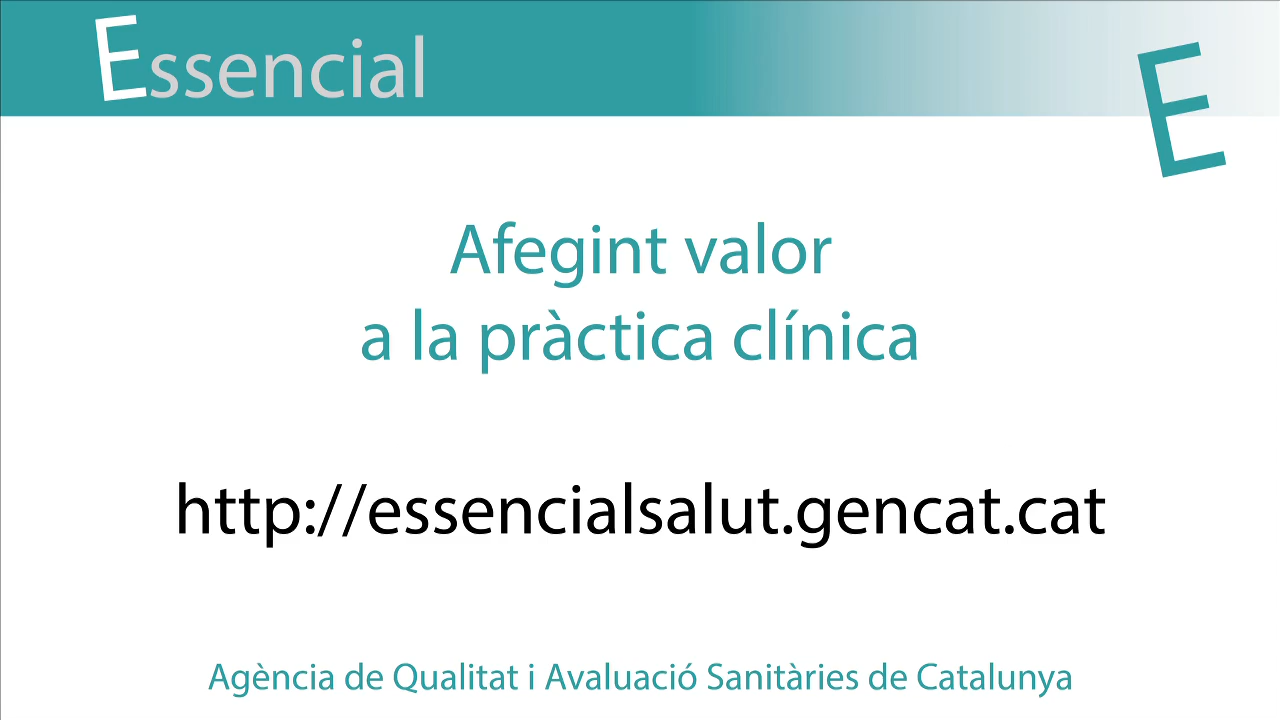 Essencial
E
Afegint valor
a la pràctica clínica
http://essencialsalut.gencat.cat
Agència de Qualitat i Avaluació Sanitàries de Catalunya